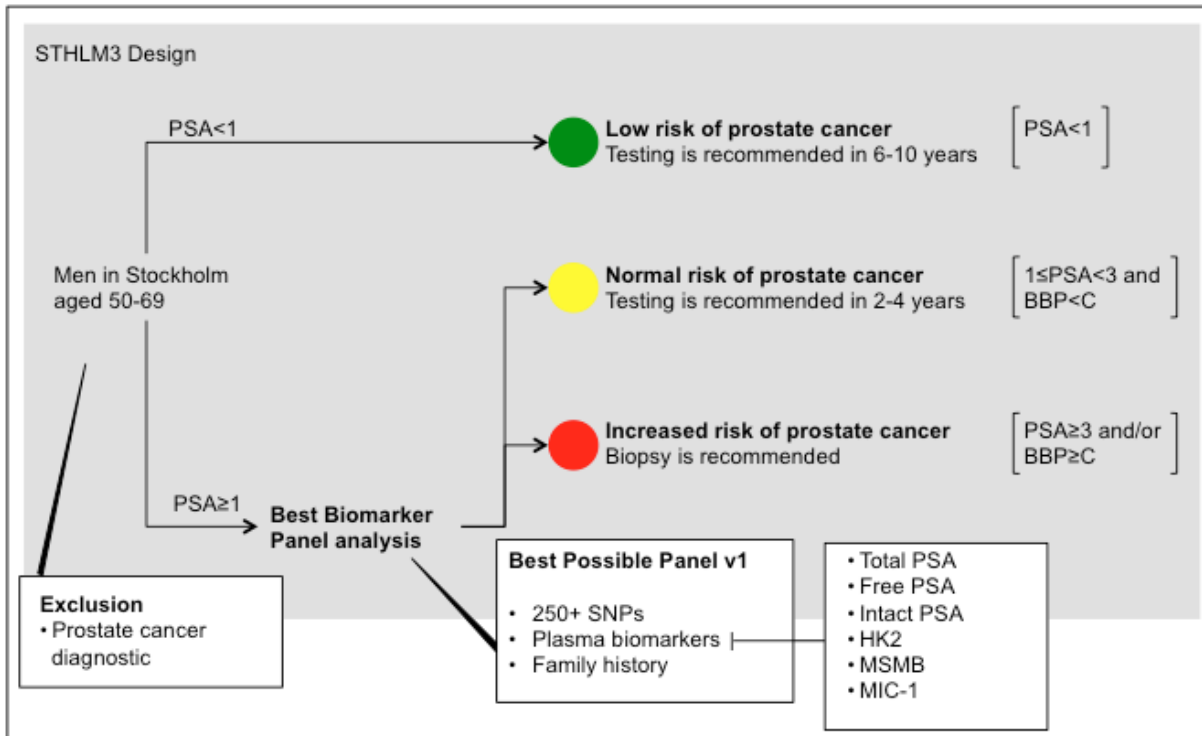 STHLM3 Design
PSA<1
Low risk of prostate cancer
Testing is recommended in 6-10 years
PSA<1
Men in Stockholm
aged 50-69
Normal risk of prostate cancer
Testing is recommended in 2-4 years
1≤PSA<3 and
BBP<C
Increased risk of prostate cancer
Biopsy is recommended
PSA≥3 and/or
BBP≥C
PSA≥1
Best Biomarker
Panel analysis
Exclusion
• Prostate cancer
diagnostic
Best Possible Panel v1
• 250+ SNPs
• Plasma biomarkers
• Family history
• Total PSA
• Free PSA
• Intact PSA
• HK2
• MSMB
• MIC-1